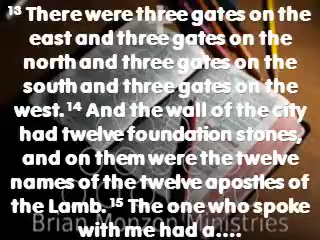 ¹³ There were three gates on the
east and three gates on the
north and three gates on the
south and three gates on the
west. ¹⁴ And the wall of the city
had twelve foundation stones,
and on them were the twelve
names of the twelve apostles of
the Lamb. ¹⁵ The one who spoke
Brian Monzon Ministries
with me had a....